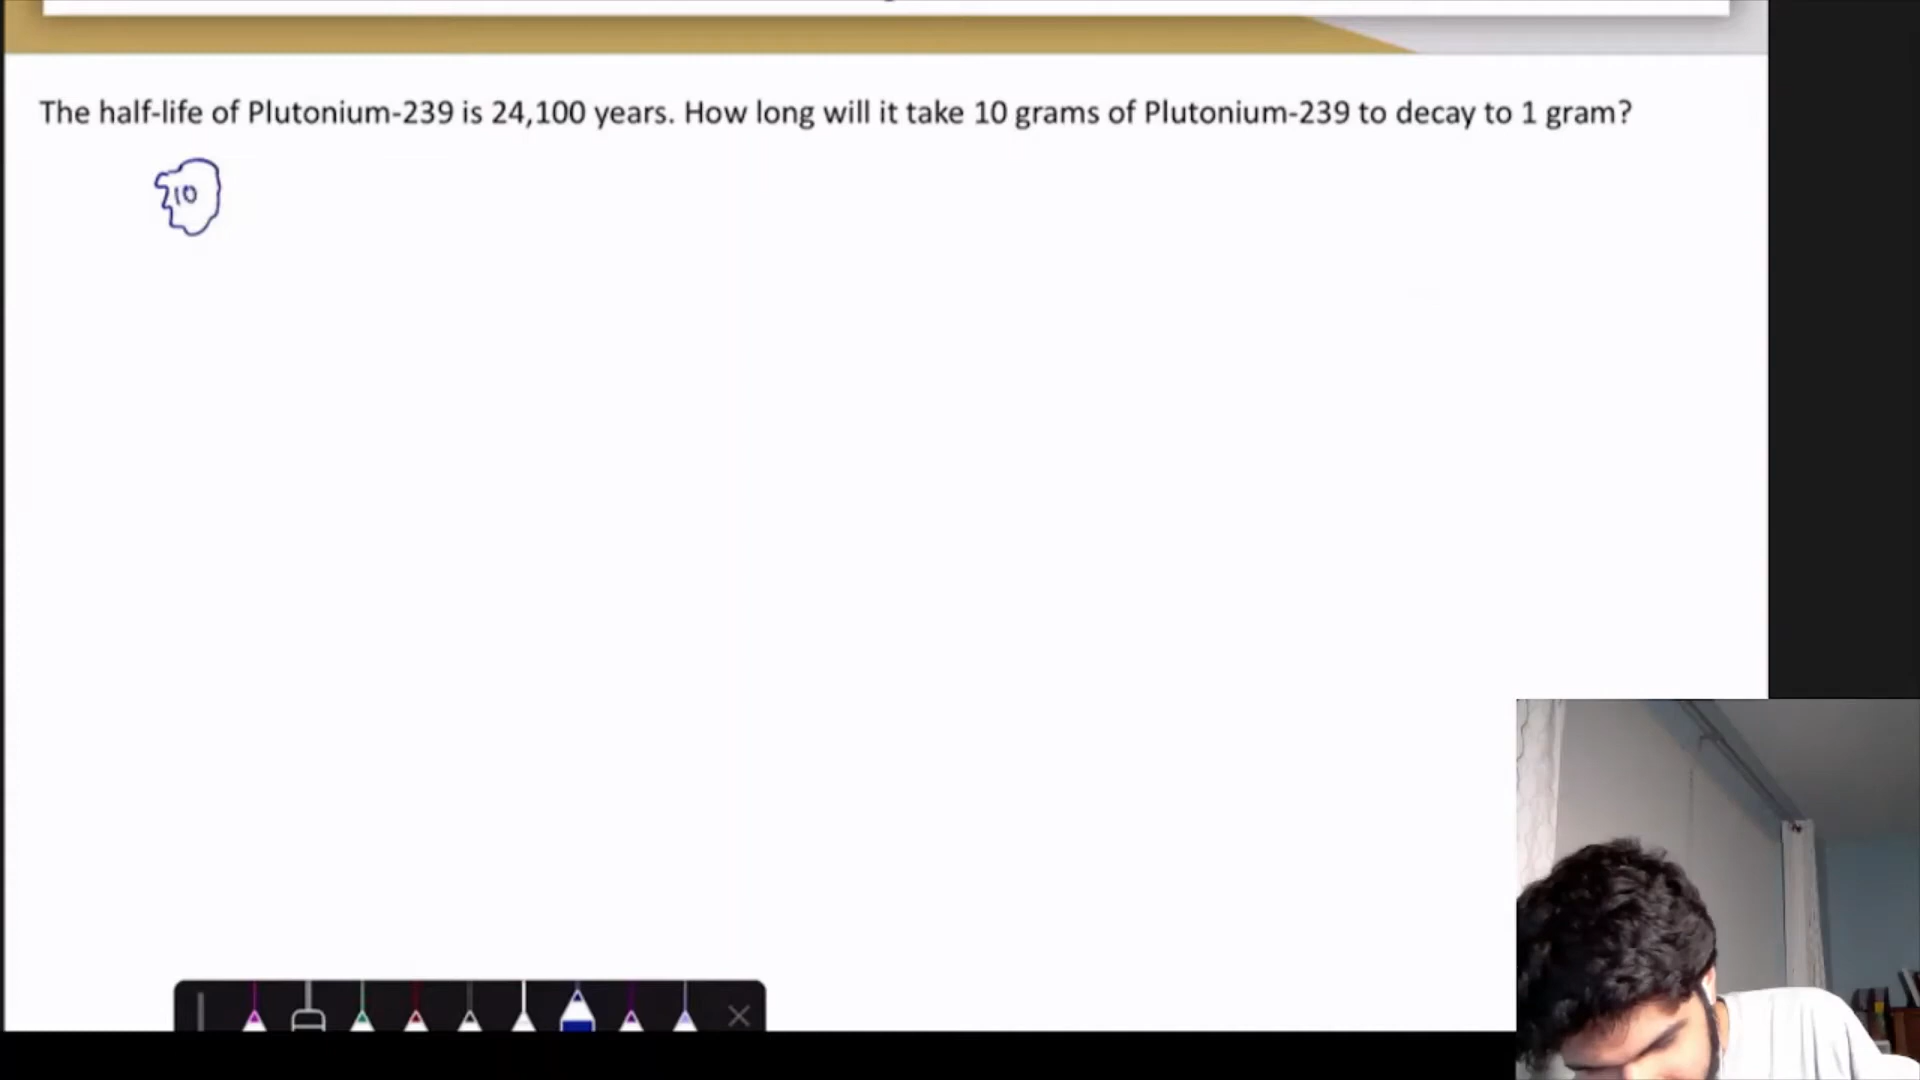 The half-life of Plutonium-239 is 24,100 years. How long will it take 10 grams of Plutonium-239 to decay to 1 gram?
10